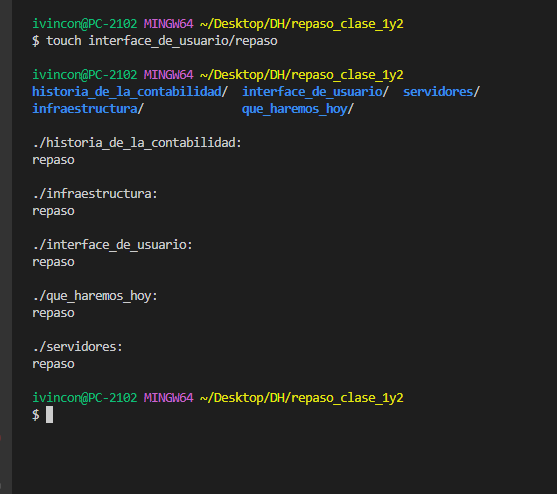 ivincon@PC-2102 MINGW64 ~/Desktop/DH/repaso_clase_1y2
$ touch interface_de_usuario/repaso
ivincon@PC-2102 MINGW64 ~/Desktop/DH/repaso_clase_1y2
historia_de_la_contabilidad/  interface_de_usuario/  servidores/
infraestructura/              que_haremos_hoy/
./historia_de_la_contabilidad:
repaso
./infraestructura:
repaso
./interface_de_usuario:
repaso
./que_haremos_hoy:
repaso
./servidores:
repaso
ivincon@PC-2102 MINGW64 ~/Desktop/DH/repaso_clase_1y2
$